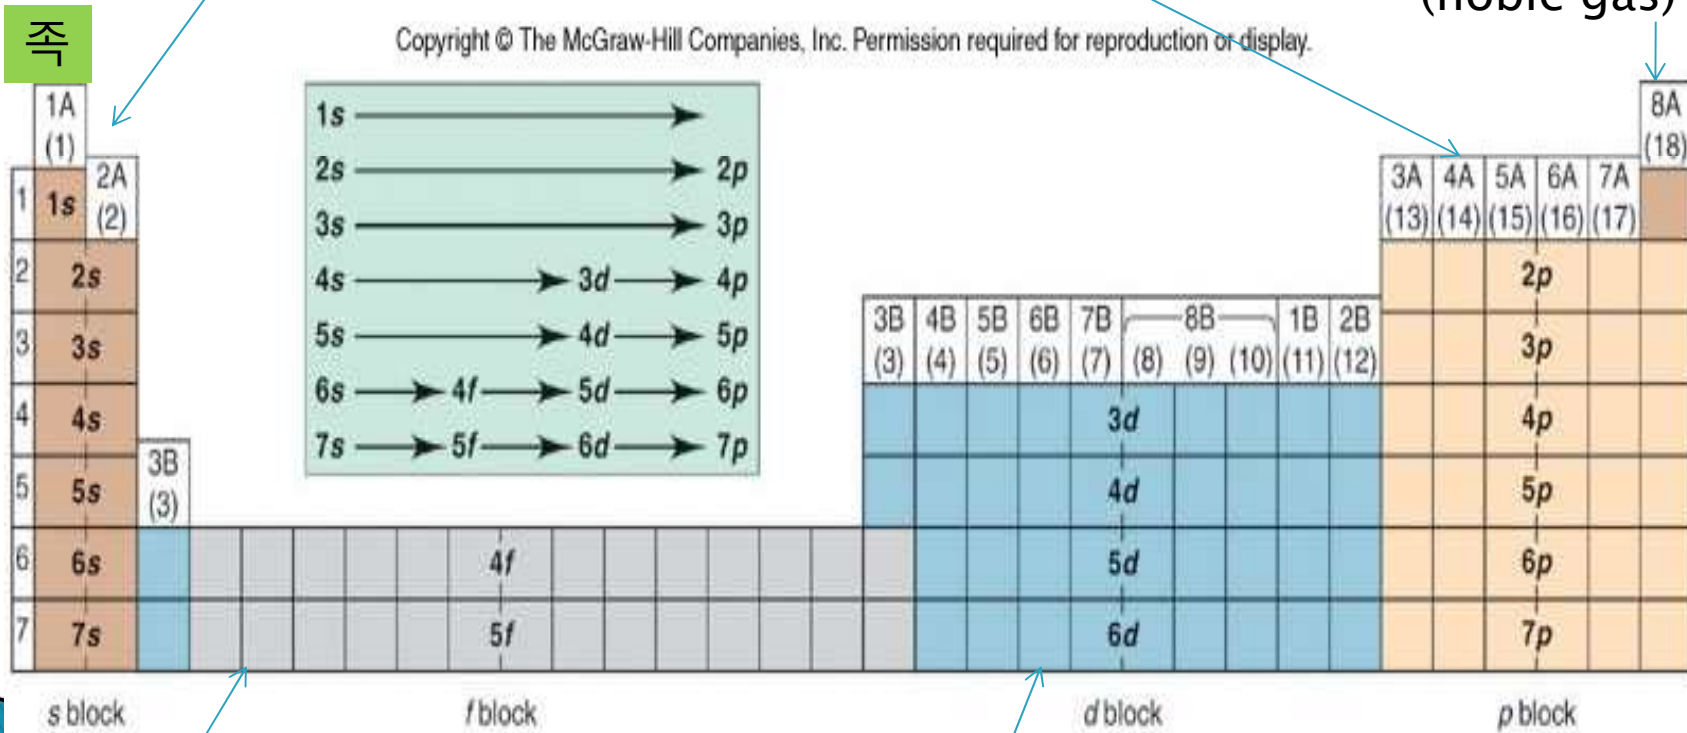 (noble gas)
족
Copyright © The McGraw-Hill Companies, Inc. Permission required for reproduction or display.
1A
(1)
2A
(2)
8A
(18)
3A 4A 5A 6A 7A
(13) (14) (15) (16) (17)
1s
2s 2p
3s 3p
4s 3d 4p
5s 4d 5p
6s 4f 5d 6p
7s 5f 6d 7p
3B 4B 5B 6B 7B 8B 1B 2B
(3) (4) (5) (6) (7) (8) (9) (10) (11) (12)
3B
(3)
1 1s
2 2s 2p
3 3s 3p
4 4s 3d 4p
5 5s 4d 5p
6 6s 4f 5d 6p
7 7s 5f 6d 7p
s block f block d block p block